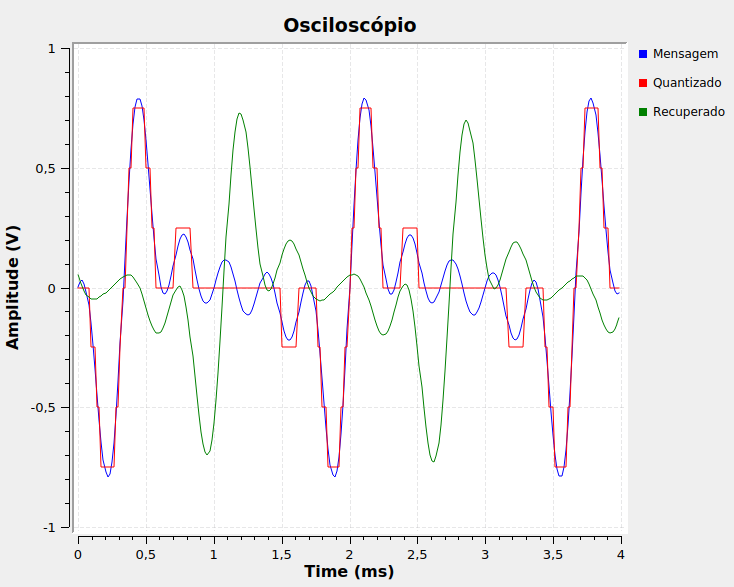 Osciloscópio
Mensagem
Quantizado
Recuperado
Amplitude (V)
1
0,5
0
-0,5
-1
0 0,5 1 1,5 2 2,5 3 3,5 4
Time (ms)